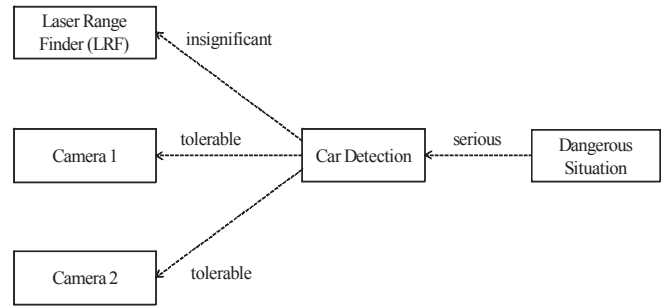 Laser Range
Finder (LRF)
insignificant
Camera 1
tolerable
Car Detection
serious
Dangerous
Situation
Camera 2
tolerable